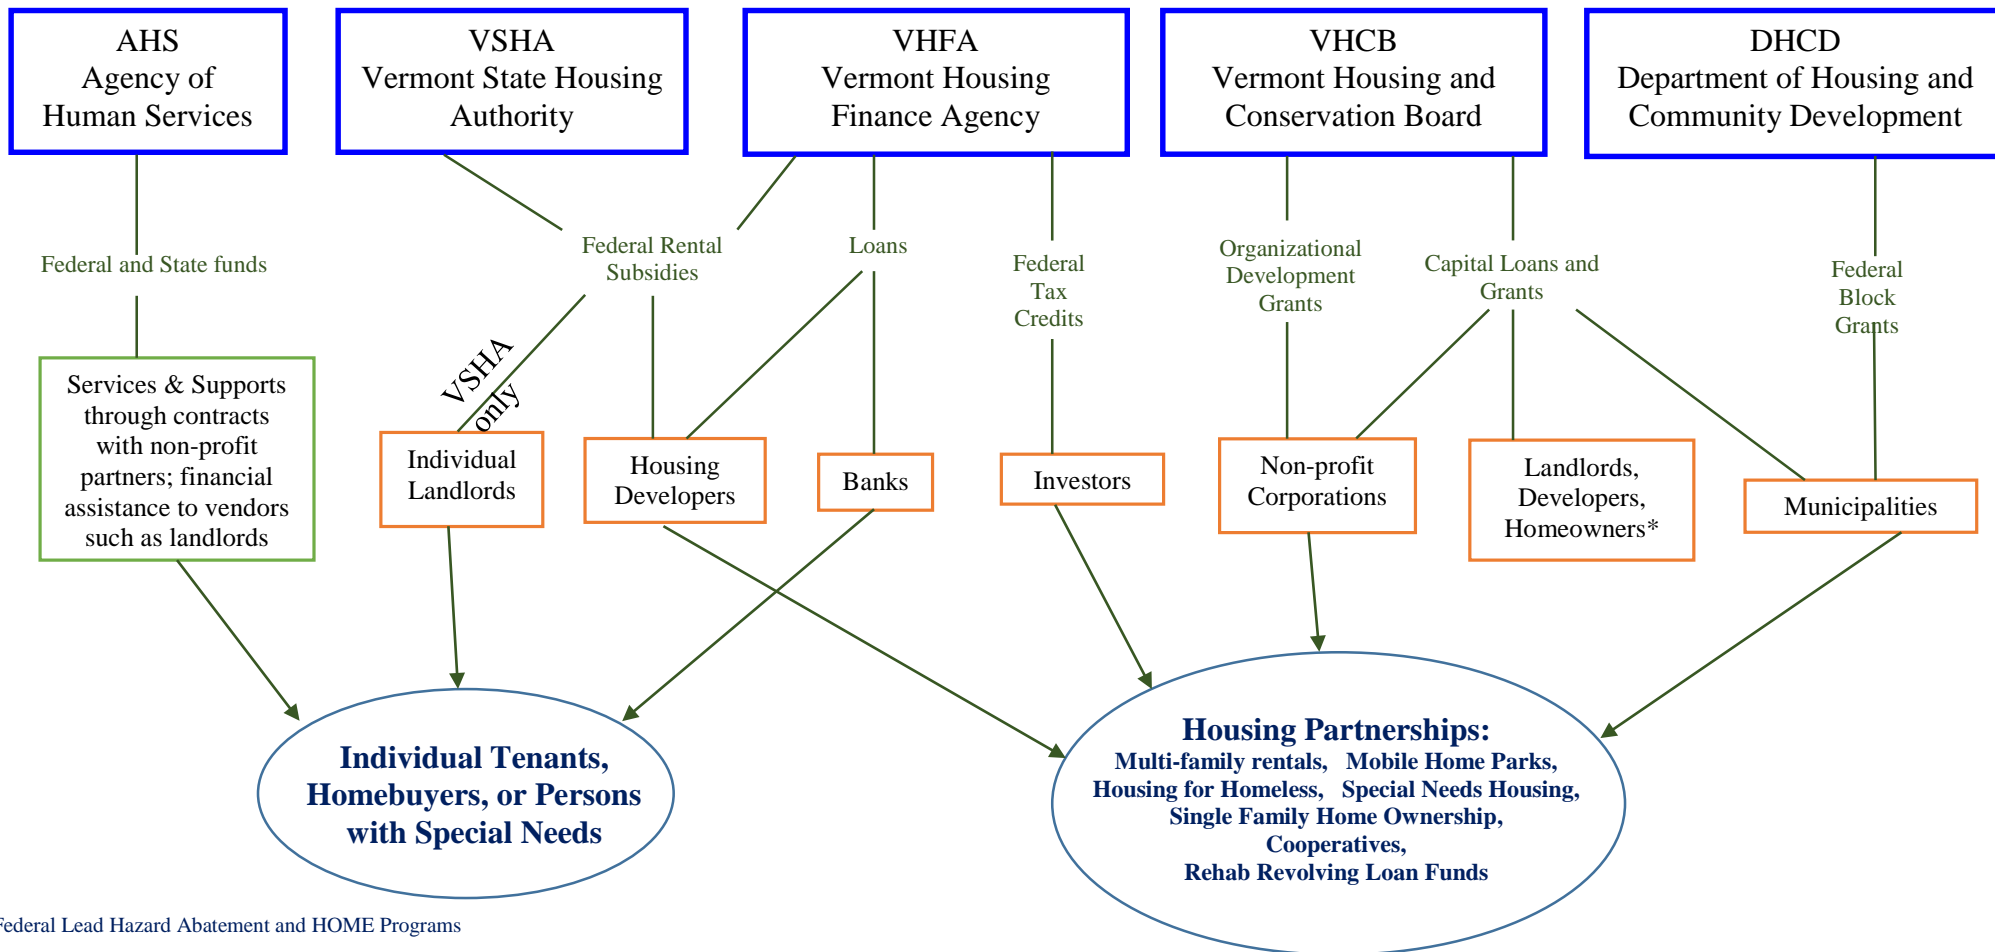 AHS
Agency of
Human Services
VSHA
Vermont State Housing
Authority
VHFA
Vermont Housing
Finance Agency
VHCB
Vermont Housing and
Conservation Board
DHCD
Department of Housing and
Community Development
Federal and State funds
Federal Rental
Subsidies
Loans
Federal
Tax
Credits
Organizational
Development
Grants
Capital Loans and
Grants
Federal
Block
Grants
VSHA
only
Services & Supports
through contracts
with non-profit
partners; financial
assistance to vendors
such as landlords
Individual
Landlords
Housing
Developers
Banks
Investors
Non-profit
Corporations
Landlords,
Developers,
Homeowners*
Municipalities
Individual Tenants,
Homebuyers, or Persons
with Special Needs
Housing Partnerships:
Multi-family rentals, Mobile Home Parks,
Housing for Homeless, Special Needs Housing,
Single Family Home Ownership,
Cooperatives,
Rehab Revolving Loan Funds
Federal Lead Hazard Abatement and HOME Programs